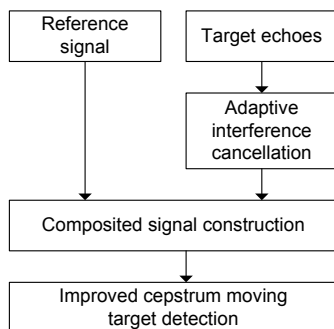 Reference
signal
Target echoes
Adaptive
interference
cancellation
Composited signal construction
Improved cepstrum moving
target detection